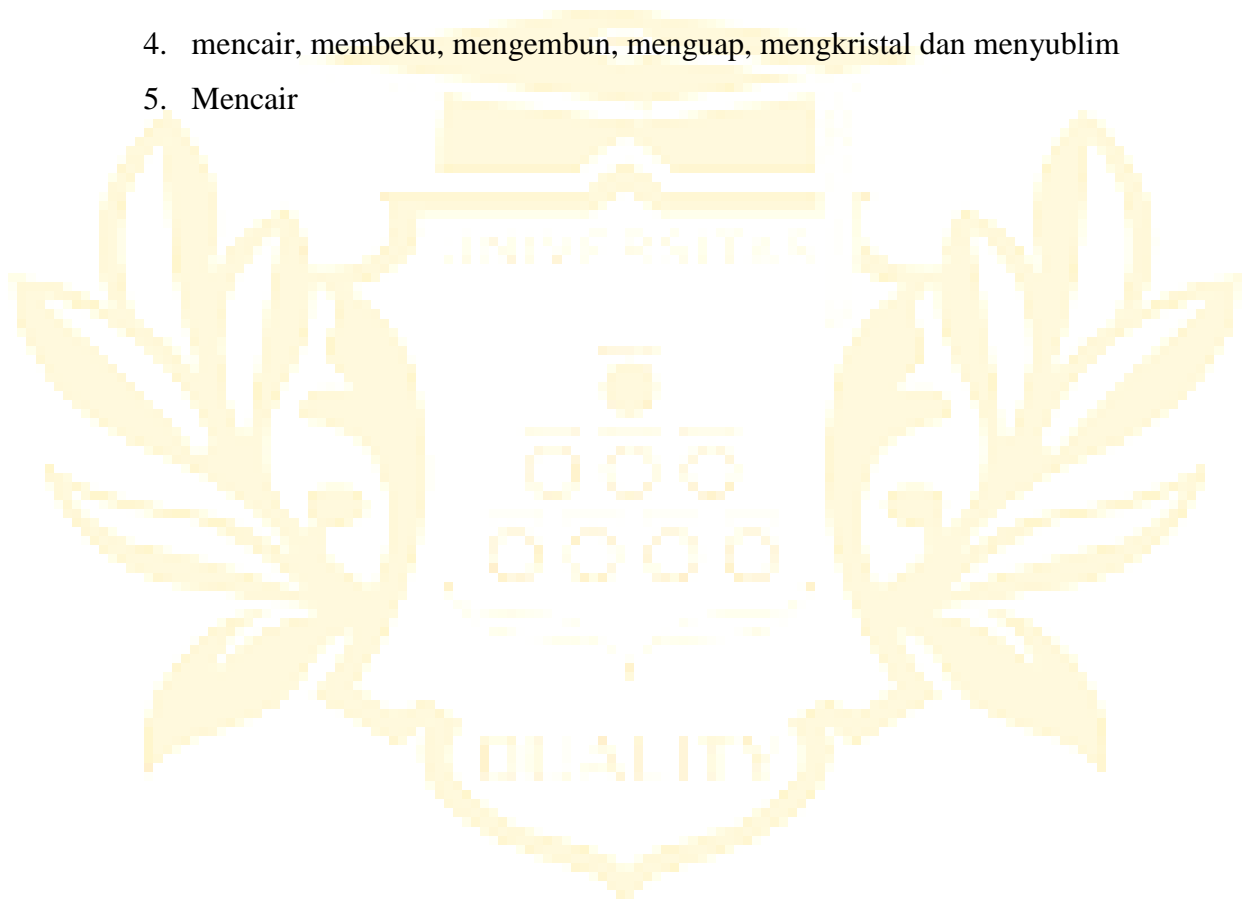 4. mencair, membeku, mengembun, menguap, mengkristal dan menyublim
5. Mencair
UNIVERSITAS
QUALITY